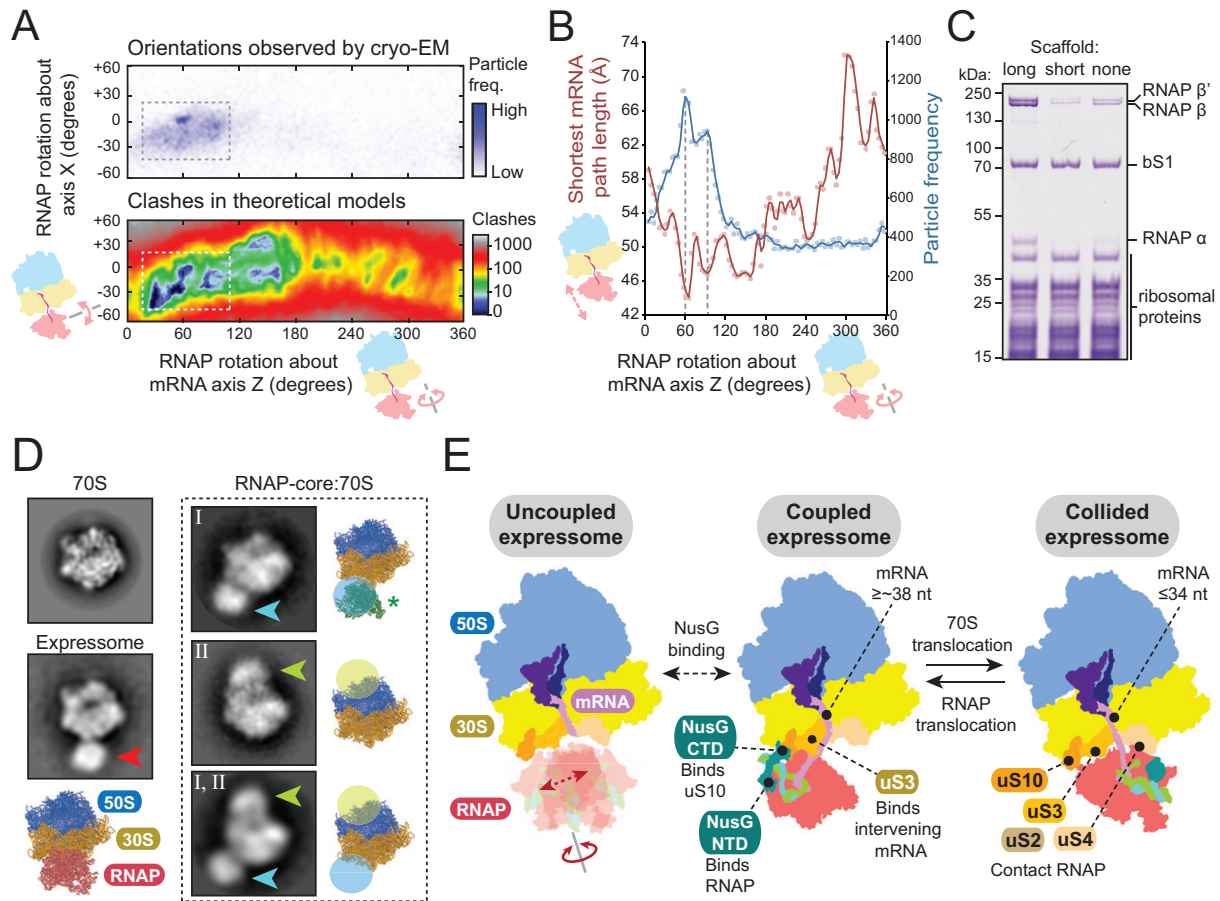 A
Orientations observed by cryo-EM
RNAP rotation about
axis X (degrees)
+60
+30
0
-30
-60
Particle
freq.
High
Low
Clashes in theoretical models
+60
+30
0
-30
-60
Clashes
1000
100
10
0
0 60 120 180 240 300 360
RNAP rotation about
mRNA axis Z (degrees)
B
Shortest mRNA
path length (Å)
74
70
66
62
58
54
50
46
42
1400
1200
1000
800
600
400
200
0
Particle frequency
0 60 120 180 240 300 360
RNAP rotation about
mRNA axis Z (degrees)
C
Scaffold:
kDa: long short none
250
150
100
70
55
35
25
15
RNAP β’
RNAP β
bS1
RNAP α
ribosomal
proteins
D
70S
Expressome
50S
30S
RNAP
RNAP-core:70S
I
*
II
I, II
E
Uncoupled
expressome
Coupled
expressome
Collided
expressome
mRNA
≥~38 nt
mRNA
≤34 nt
50S
NusG
binding
70S
translocation
RNAP
translocation
mRNA
30S
NusG
CTD
Binds
uS10
RNAP
NusG
NTD
Binds
RNAP
uS3
Binds
intervening
mRNA
uS10
uS3
uS2 uS4
Contact RNAP